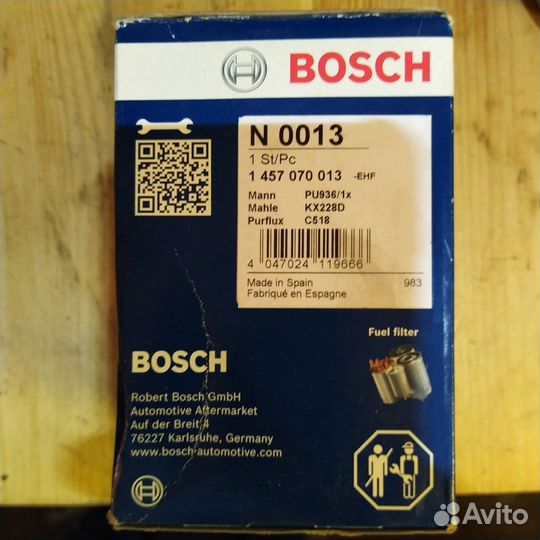 BOSCH
N 0013
1 St/Pc
1 457 070 013 -EHF
Mann PU936/1x
Mahle KX228D
Purflux C518
4 047024 119666
Made in Spain 983
Fabriqué en Espagne
Fuel filter
BOSCH
Robert Bosch GmbH
Automotive Aftermarket
Auf der Breit 4
76227 Karlsruhe, Germany
www.bosch-automotive.com
Avito